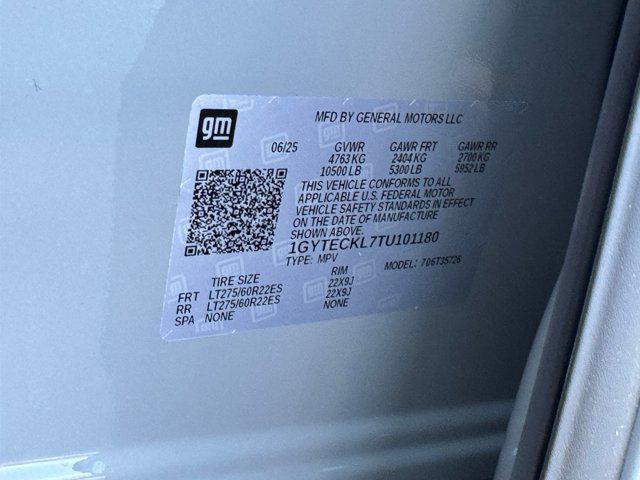 gm
MFD BY GENERAL MOTORS LLC
06/25 GVWR GAWR FRT GAWR RR
4763 KG 2404 KG 2700 KG
10500 LB 5300 LB 5952 LB
THIS VEHICLE CONFORMS TO ALL
APPLICABLE U.S. FEDERAL MOTOR
VEHICLE SAFETY STANDARDS IN EFFECT
ON THE DATE OF MANUFACTURE
SHOWN ABOVE.
1GYTECKL7TU101180
TYPE: MPV MODEL: 706T35726
TIRE SIZE RIM
FRT LT275/60R22ES 22X9J
RR LT275/60R22ES 22X9J
SPA NONE NONE